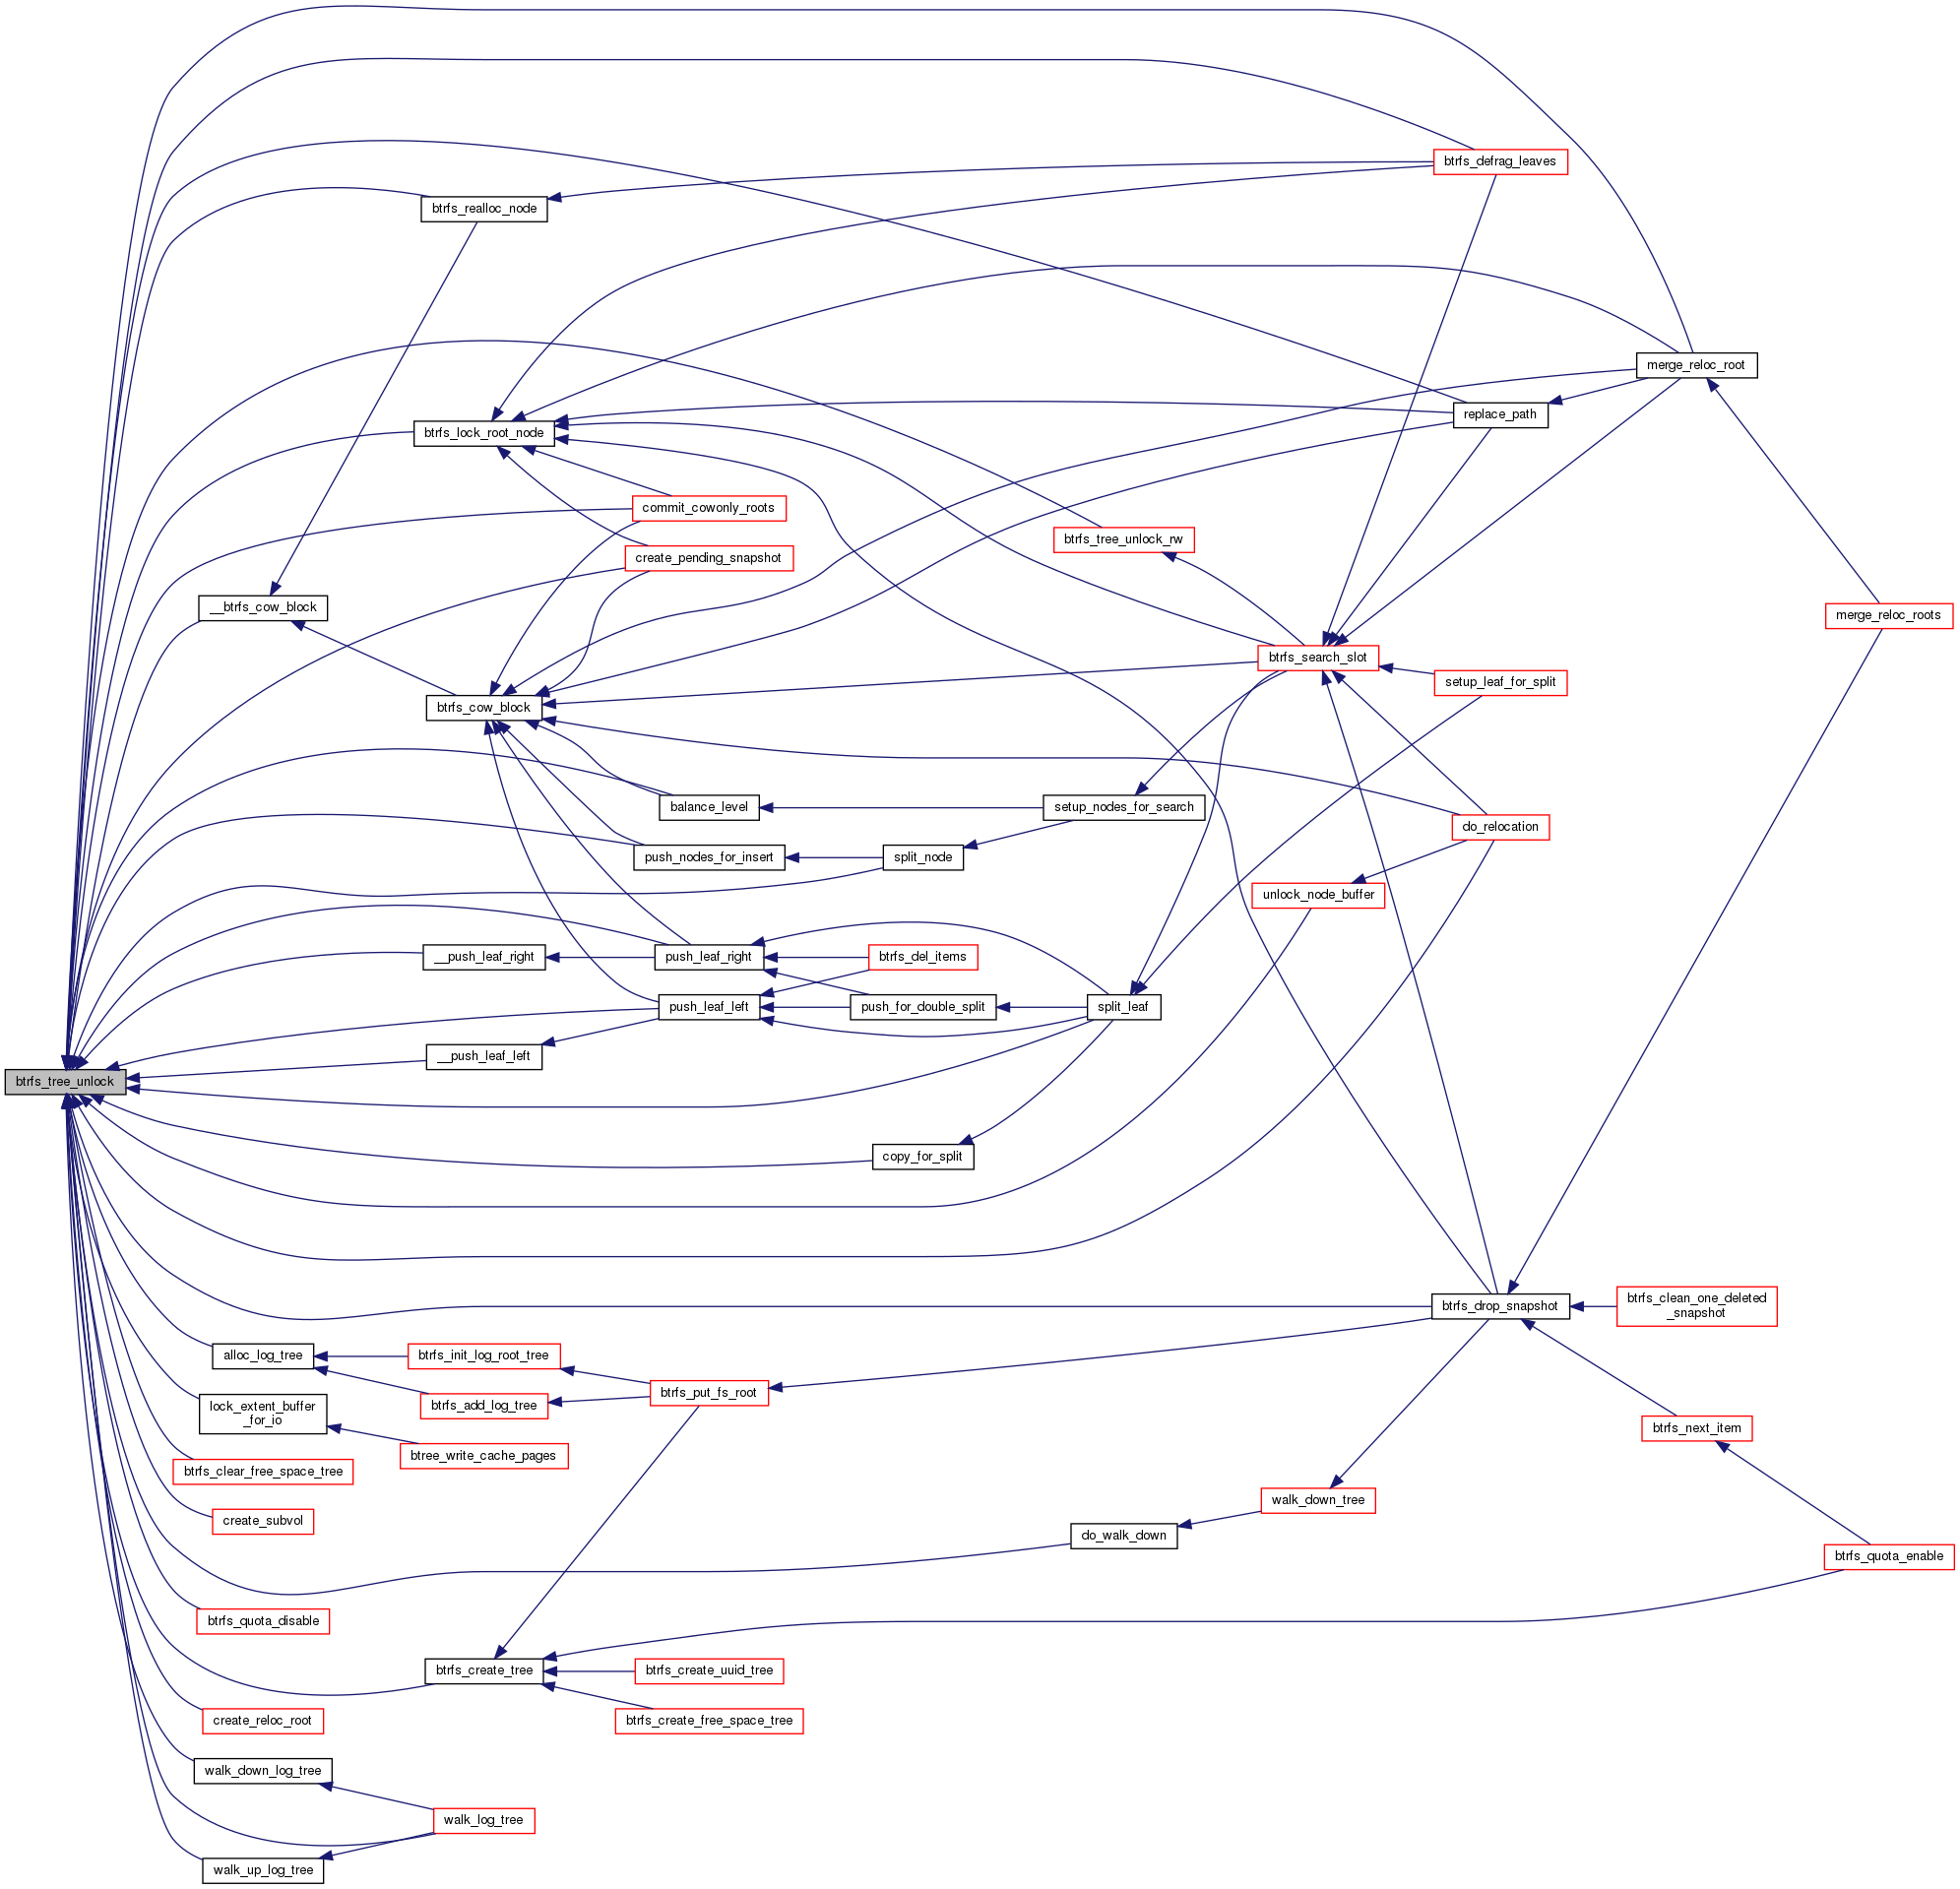 btrfs_defrag_leaves
btrfs_realloc_node
merge_reloc_root
replace_path
btrfs_lock_root_node
commit_cowonly_roots
btrfs_tree_unlock_rw
create_pending_snapshot
__btrfs_cow_block
merge_reloc_roots
btrfs_search_slot
setup_leaf_for_split
btrfs_cow_block
balance_level
setup_nodes_for_search
do_relocation
push_nodes_for_insert
split_node
unlock_node_buffer
__push_leaf_right
push_leaf_right
btrfs_del_items
push_leaf_left
push_for_double_split
split_leaf
__push_leaf_left
btrfs_tree_unlock
copy_for_split
btrfs_drop_snapshot
btrfs_clean_one_deleted
_snapshot
alloc_log_tree
btrfs_init_log_root_tree
btrfs_put_fs_root
btrfs_add_log_tree
lock_extent_buffer
_for_io
btrfs_next_item
btree_write_cache_pages
btrfs_clear_free_space_tree
walk_down_tree
create_subvol
do_walk_down
btrfs_quota_enable
btrfs_quota_disable
btrfs_create_tree
btrfs_create_uuid_tree
create_reloc_root
btrfs_create_free_space_tree
walk_down_log_tree
walk_log_tree
walk_up_log_tree